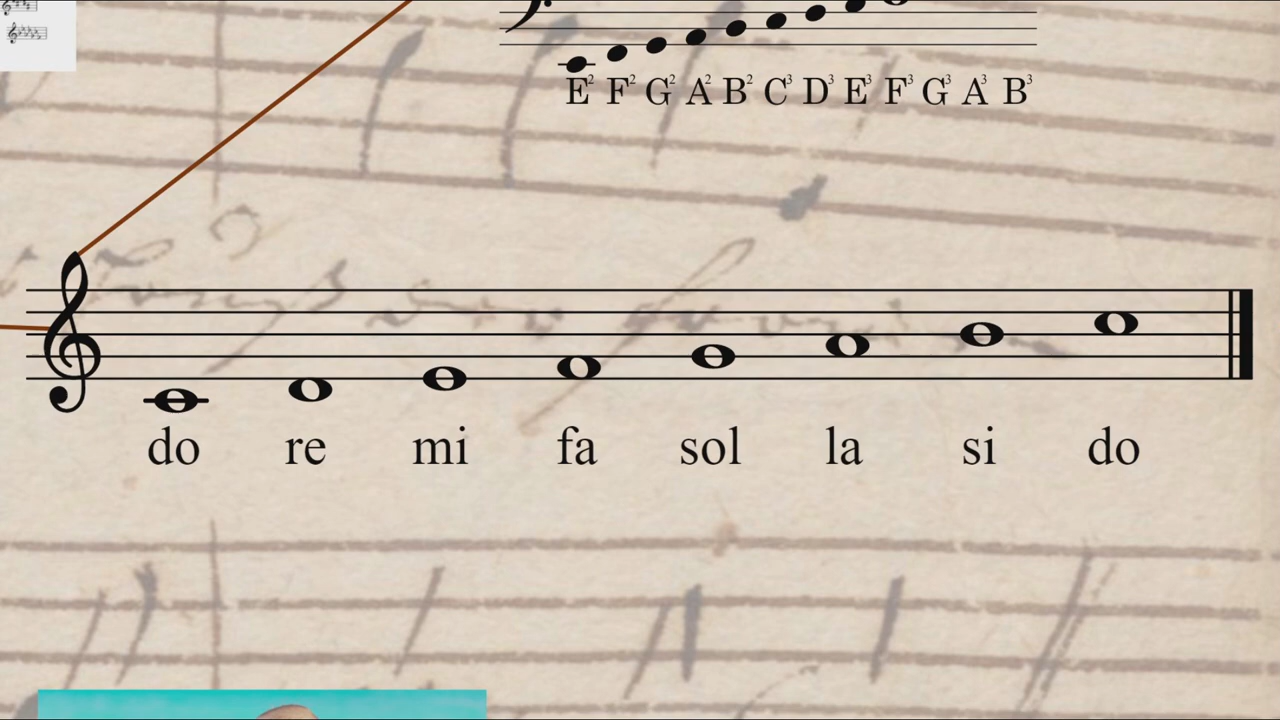 E² F² G² A² B² C³ D³ E³ F³ G³ A³ B³
do re mi fa sol la si do